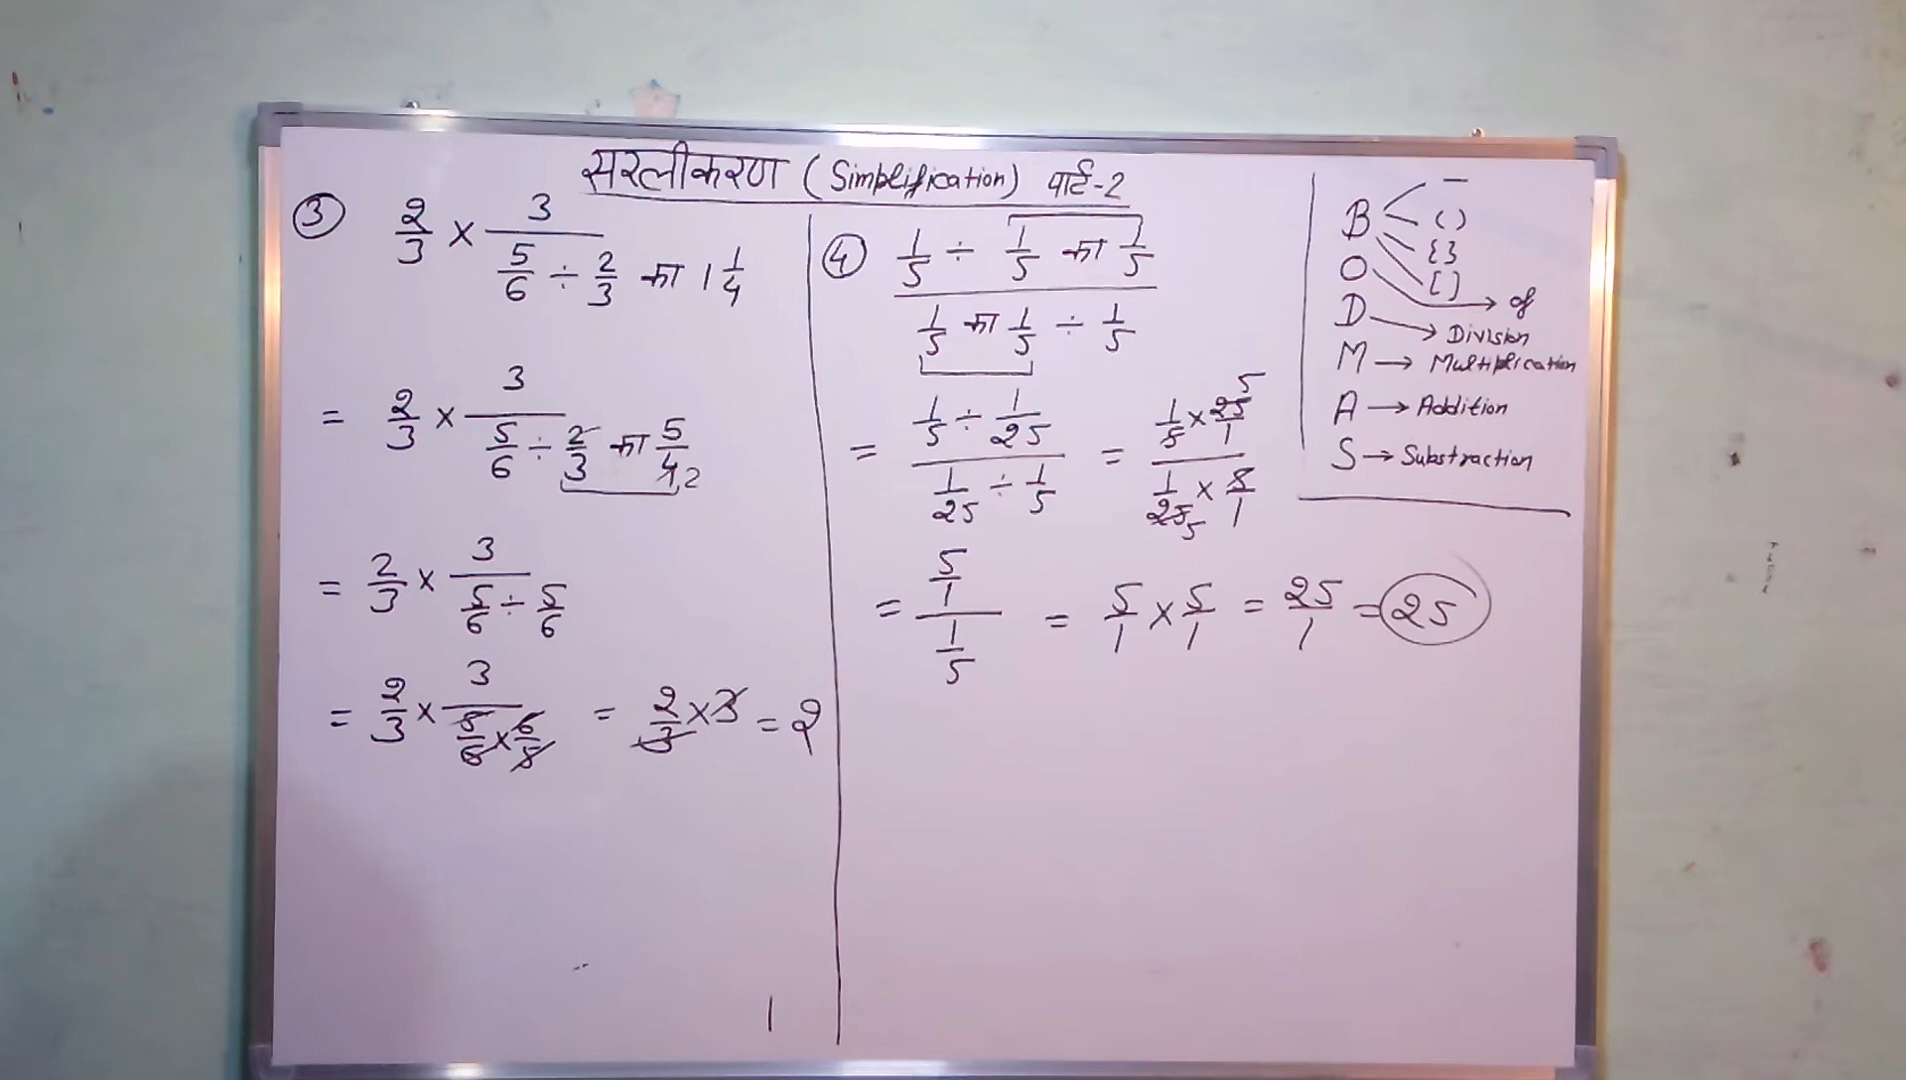 सरलीकरण (Simplification) पार्ट-2
③ 2/3 × 3/(5/6 ÷ 2/3 का 1 1/4)
= 2/3 × 3/(5/6 ÷ 2/3 का 5/4) 2
= 2/3 × 3/(5/6 ÷ 5/6)
= 2/3 × 3/(5/6 × 6/5) = 2/3 × 3 = 2
④ (1/5 ÷ 1/5 का 1/5)/(1/5 का 1/5 ÷ 1/5)
= (1/5 ÷ 1/25)/(1/25 ÷ 1/5) = (1/5 × 25/1 5)/(1/25 5 × 5/1)
= (5/1)/(1/5) = 5/1 × 5/1 = 25/1 = 25
B — ( ) { } [ ]
O → of
D → Division
M → Multiplication
A → Addition
S → Substraction